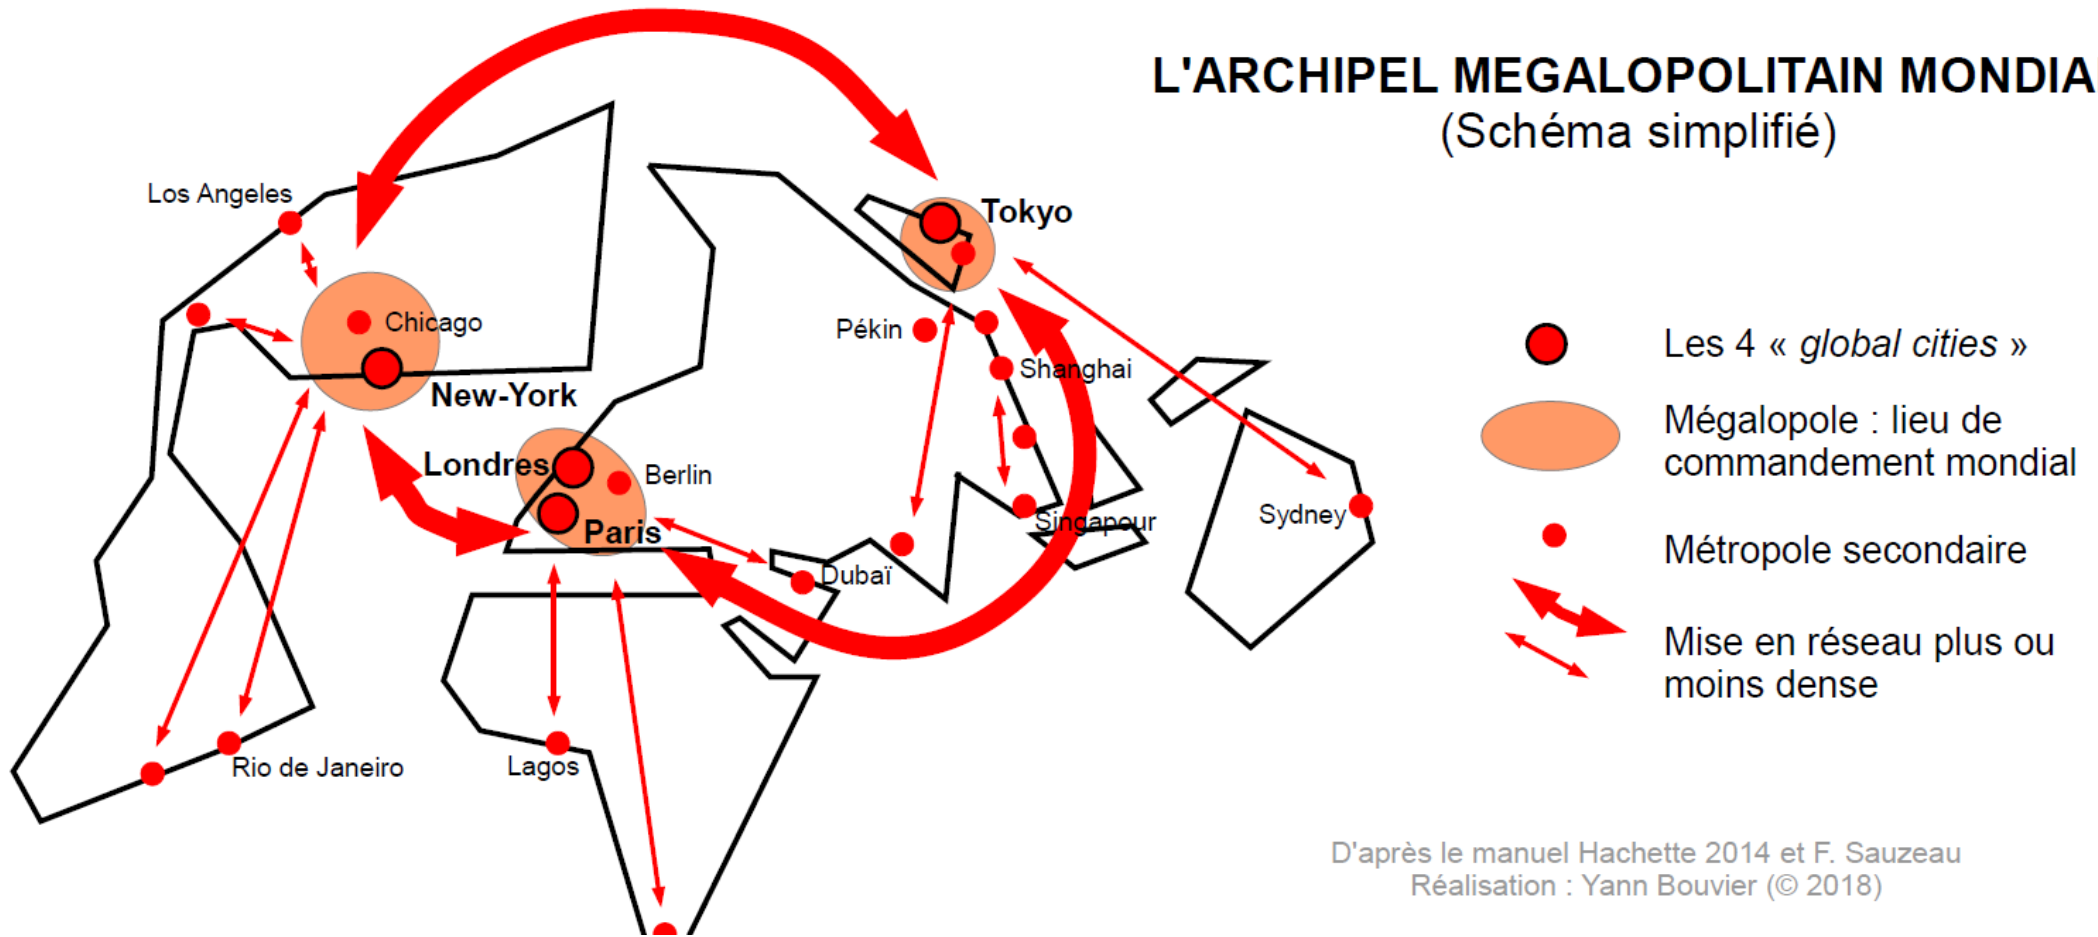 L'ARCHIPEL MEGALOPOLITAIN MONDIA
(Schéma simplifié)
Los Angeles
Tokyo
Chicago
Pékin
New-York
Shanghai
Londres
Berlin
Paris
Singapour
Sydney
Dubaï
Lagos
Rio de Janeiro
Les 4 « global cities »
Mégalopole : lieu de
commandement mondial
Métropole secondaire
Mise en réseau plus ou
moins dense
D'après le manuel Hachette 2014 et F. Sauzeau
Réalisation : Yann Bouvier (© 2018)